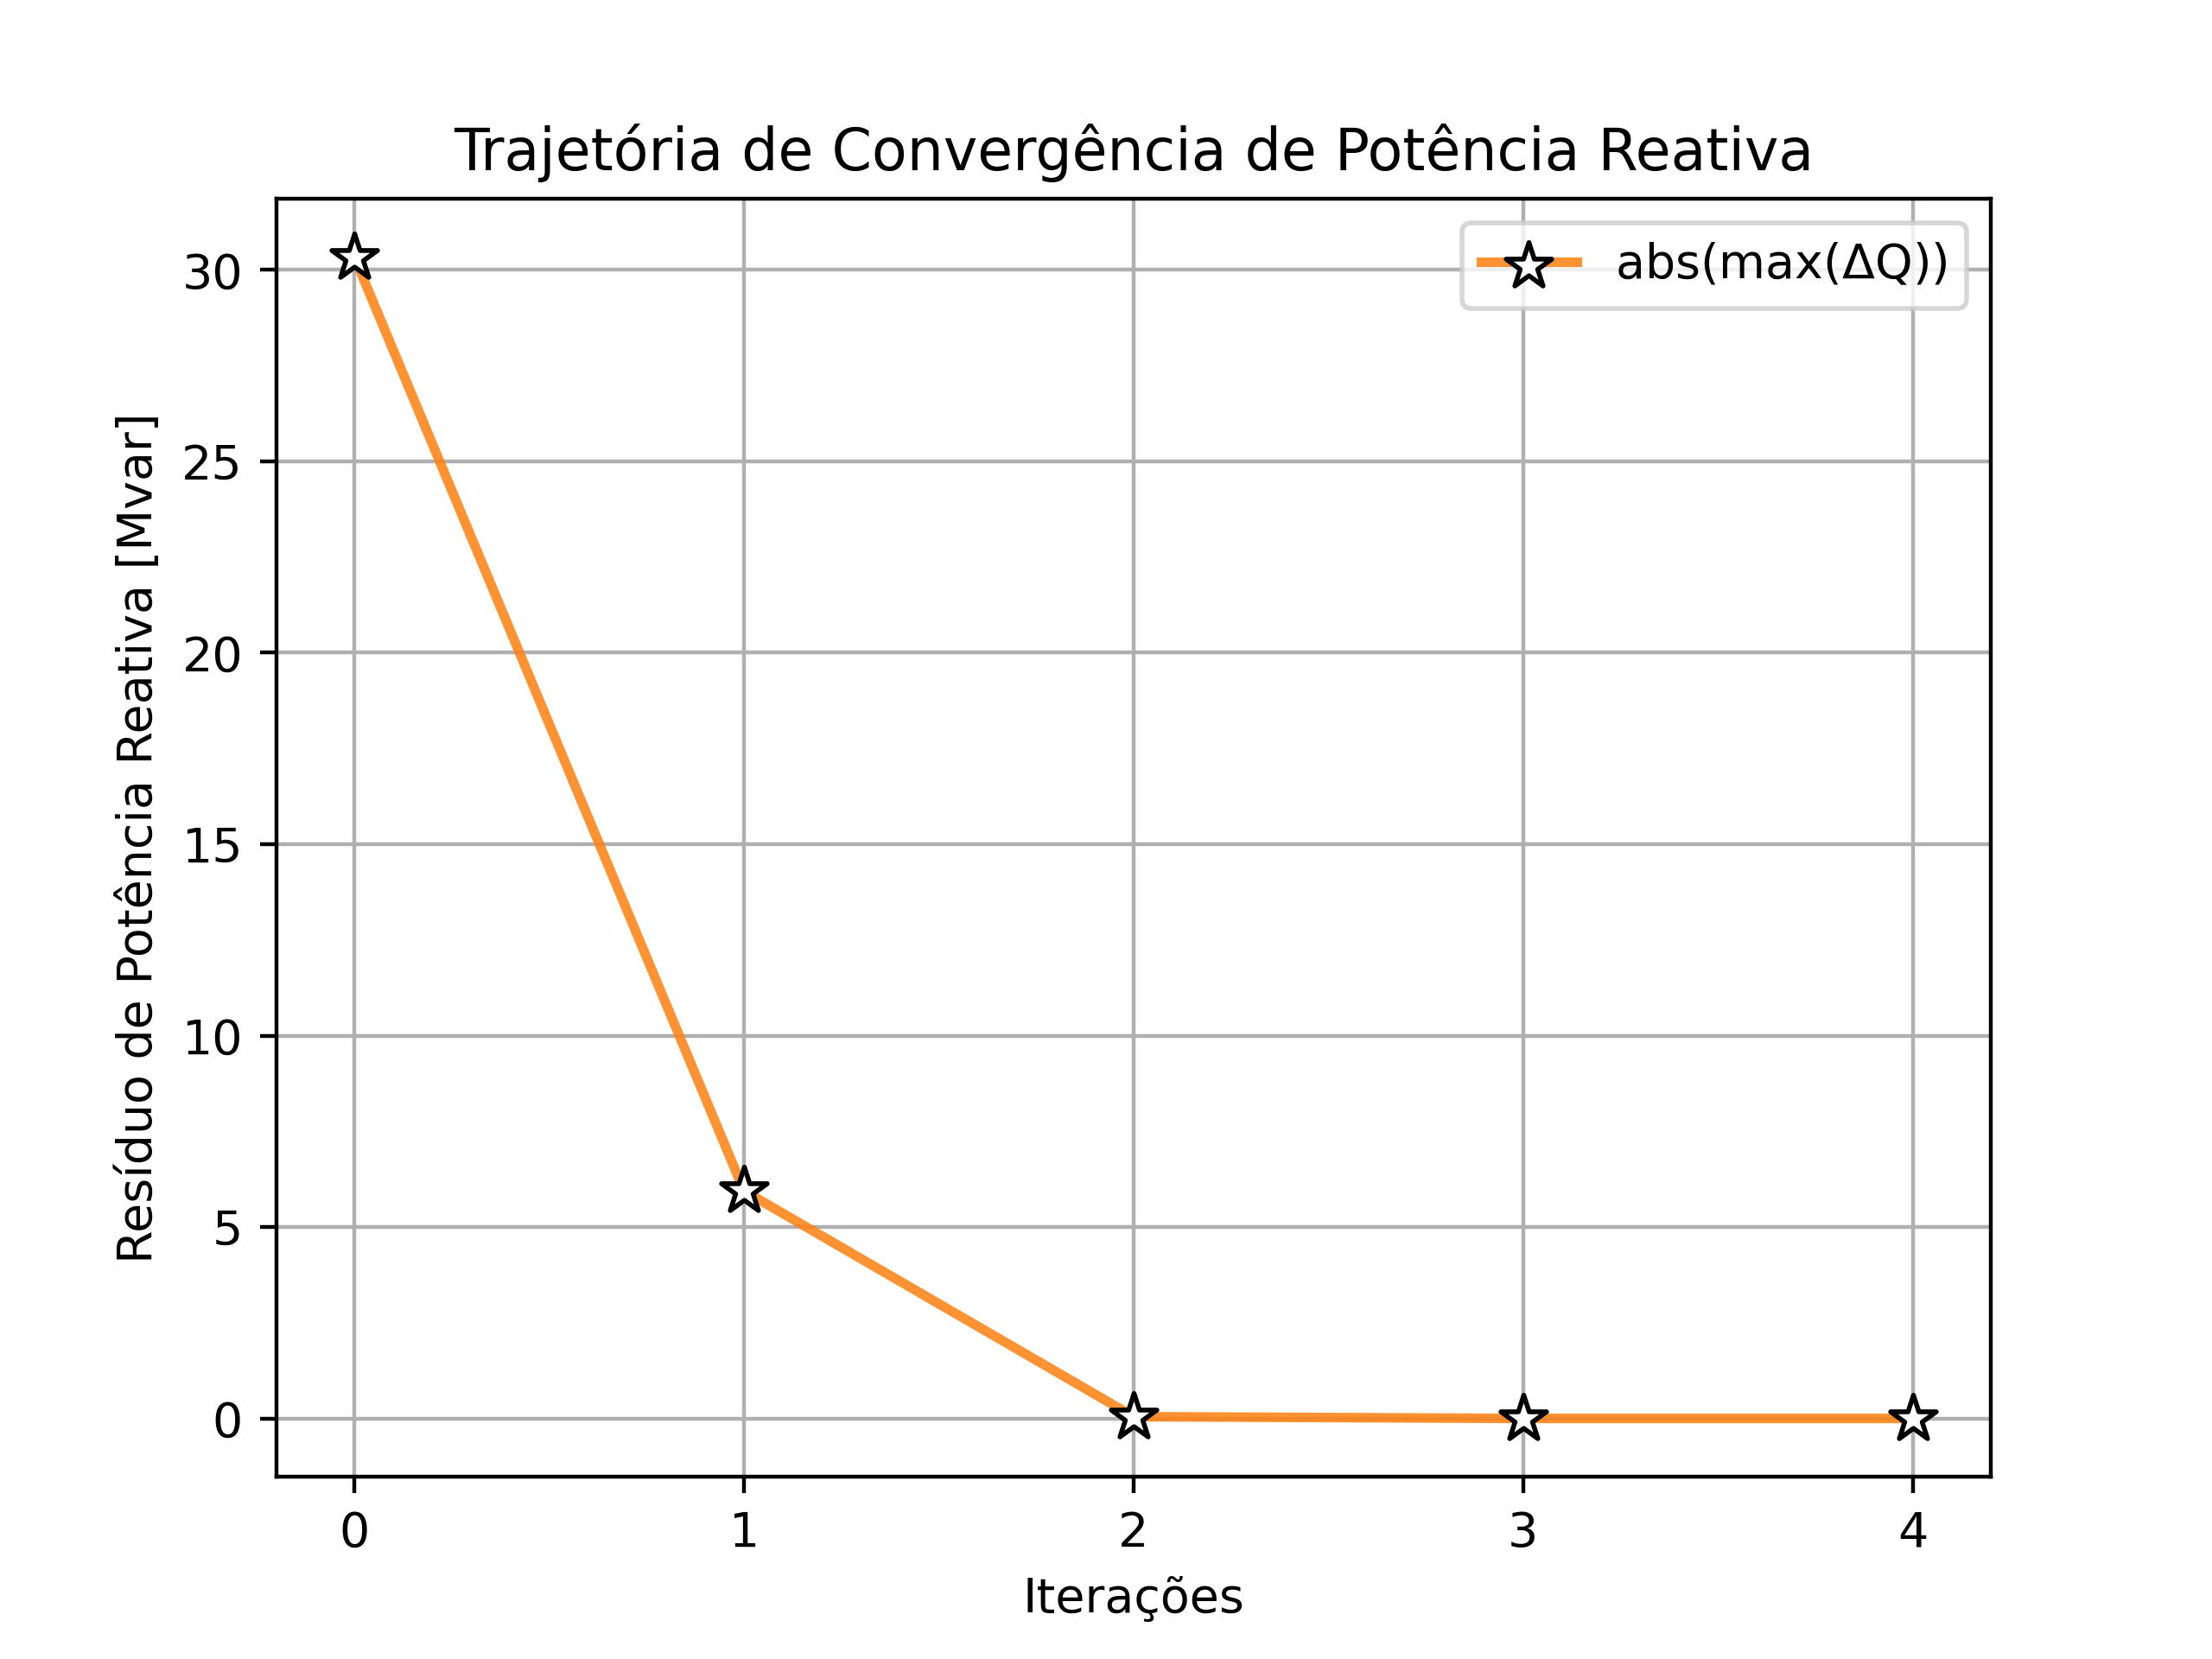 Trajetória de Convergência de Potência Reativa
abs(max(ΔQ))
Resíduo de Potência Reativa [Mvar]
30
25
20
15
10
5
0
0 1 2 3 4
Iterações